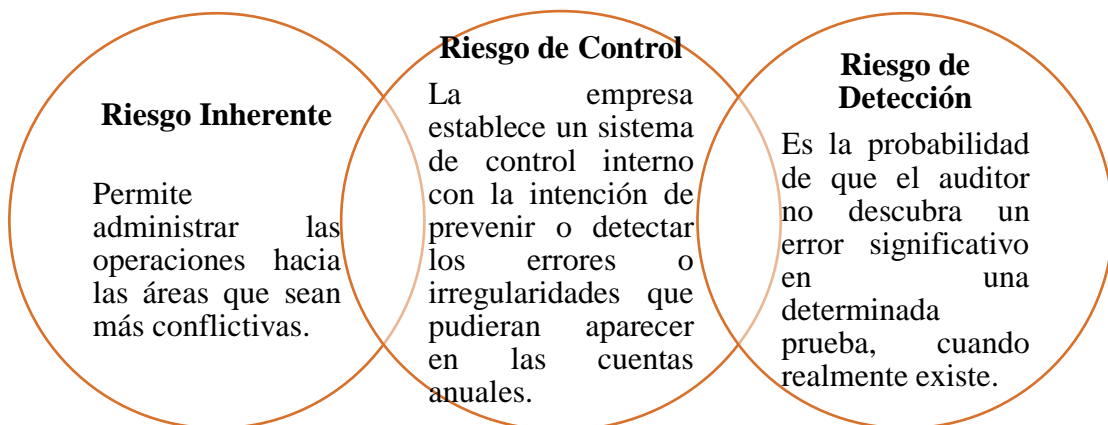 Riesgo Inherente
Permite
administrar las
operaciones hacia
las áreas que sean
más conflictivas.
Riesgo de Control
La empresa
establece un sistema
de control interno
con la intención de
prevenir o detectar
los errores o
irregularidades que
pudieran aparecer
en las cuentas
anuales.
Riesgo de
Detección
Es la probabilidad
de que el auditor
no descubra un
error significativo
en una
determinada
prueba, cuando
realmente existe.